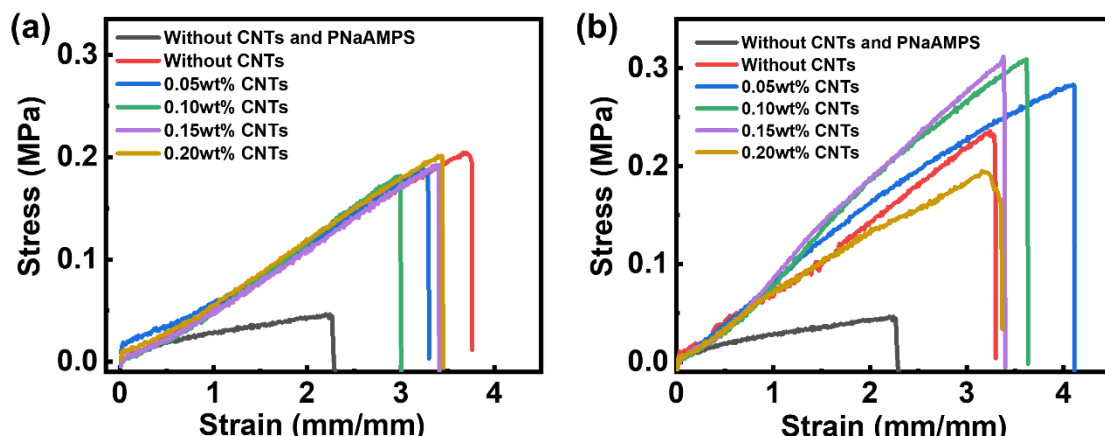 (a)
Without CNTs and PNaAMPS
Without CNTs
0.05wt% CNTs
0.10wt% CNTs
0.15wt% CNTs
0.20wt% CNTs
0.3
0.2
0.1
0.0
Stress (MPa)
0 1 2 3 4
Strain (mm/mm)
(b)
Without CNTs and PNaAMPS
Without CNTs
0.05wt% CNTs
0.10wt% CNTs
0.15wt% CNTs
0.20wt% CNTs
0.3
0.2
0.1
0.0
Stress (MPa)
0 1 2 3 4
Strain (mm/mm)